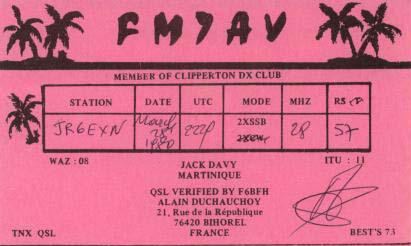 FM7AV
MEMBER OF CLIPPERTON DX CLUB
STATION DATE UTC MODE MHZ RS
JR6EXN March 28 2220 2XSSB 28 57
WAZ : 08 ITU : 11
JACK DAVY
MARTINIQUE
QSL VERIFIED BY F6BFH
ALAIN DUCHAUCHOY
21, Rue de la République
76420 BIHOREL
TNX QSL FRANCE BEST'S 73